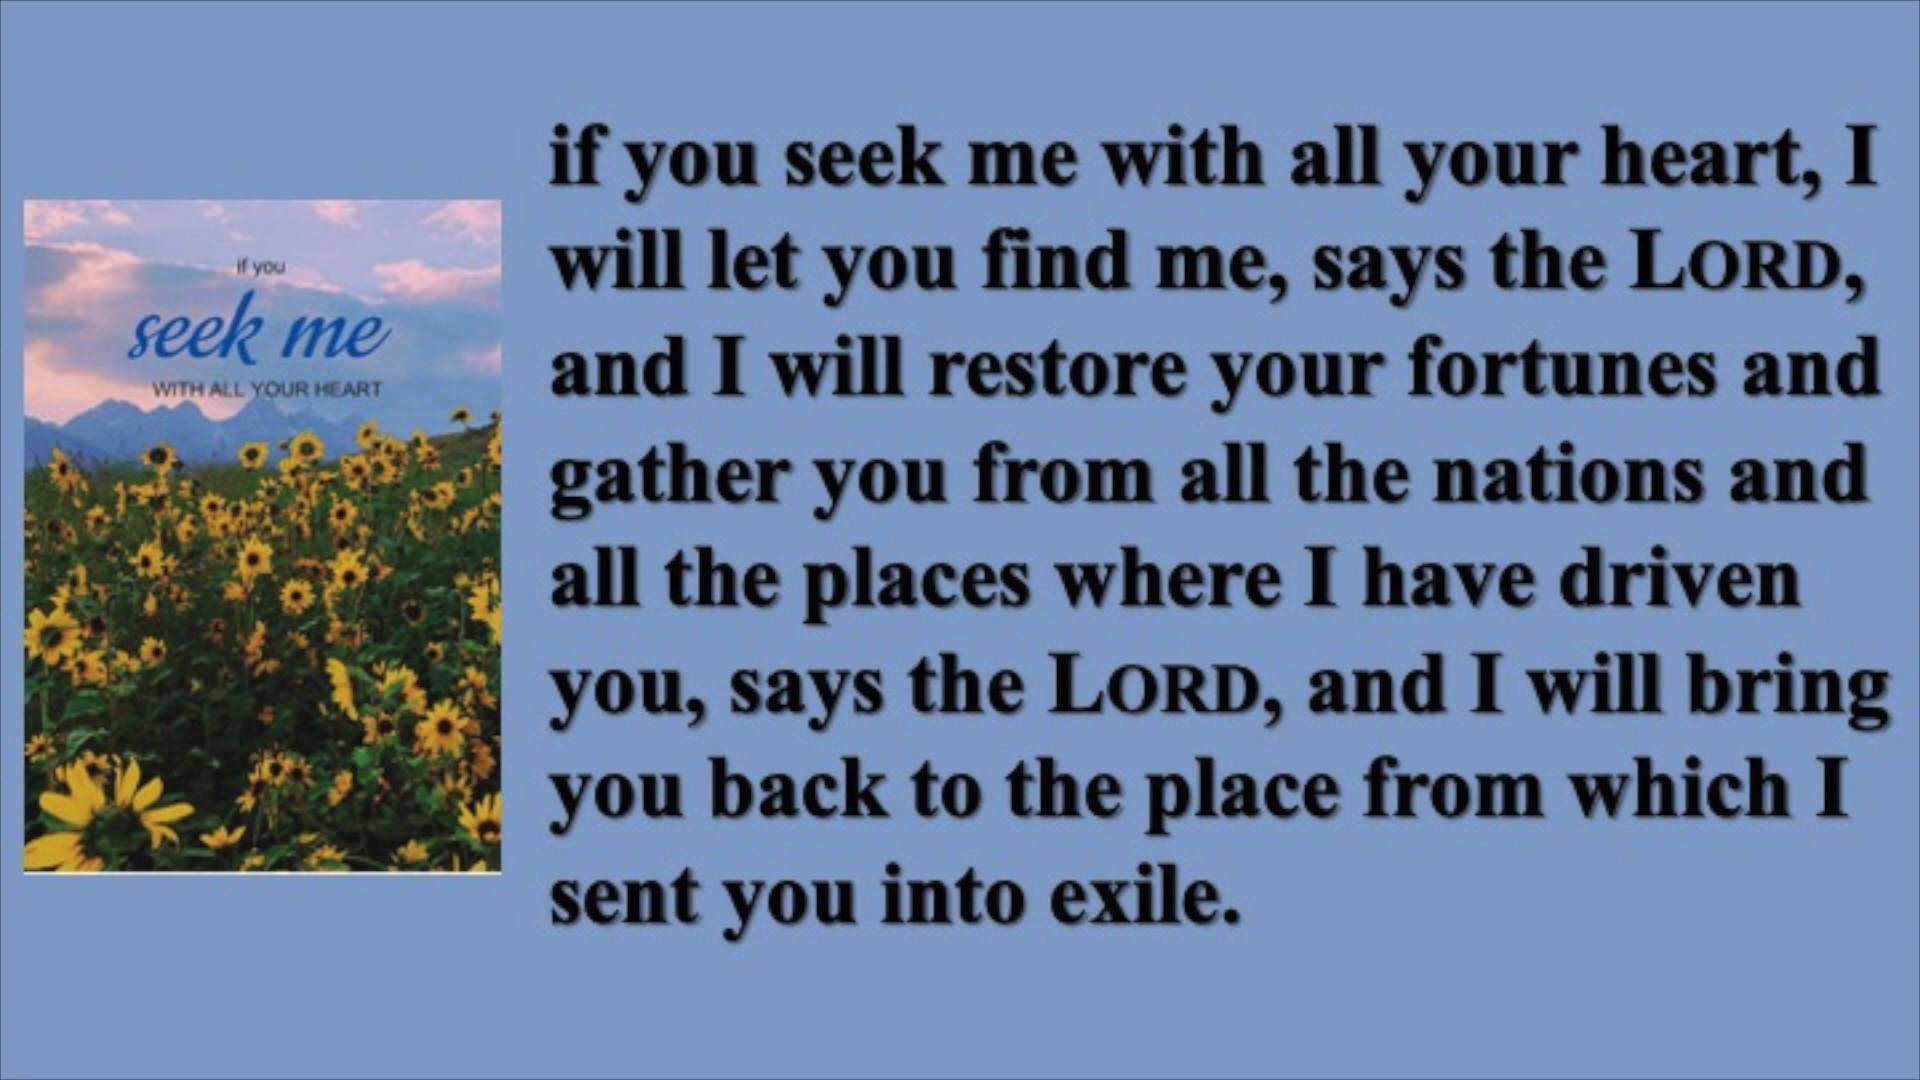 if you
seek me
WITH ALL YOUR HEART
if you seek me with all your heart, I
will let you find me, says the LORD,
and I will restore your fortunes and
gather you from all the nations and
all the places where I have driven
you, says the LORD, and I will bring
you back to the place from which I
sent you into exile.